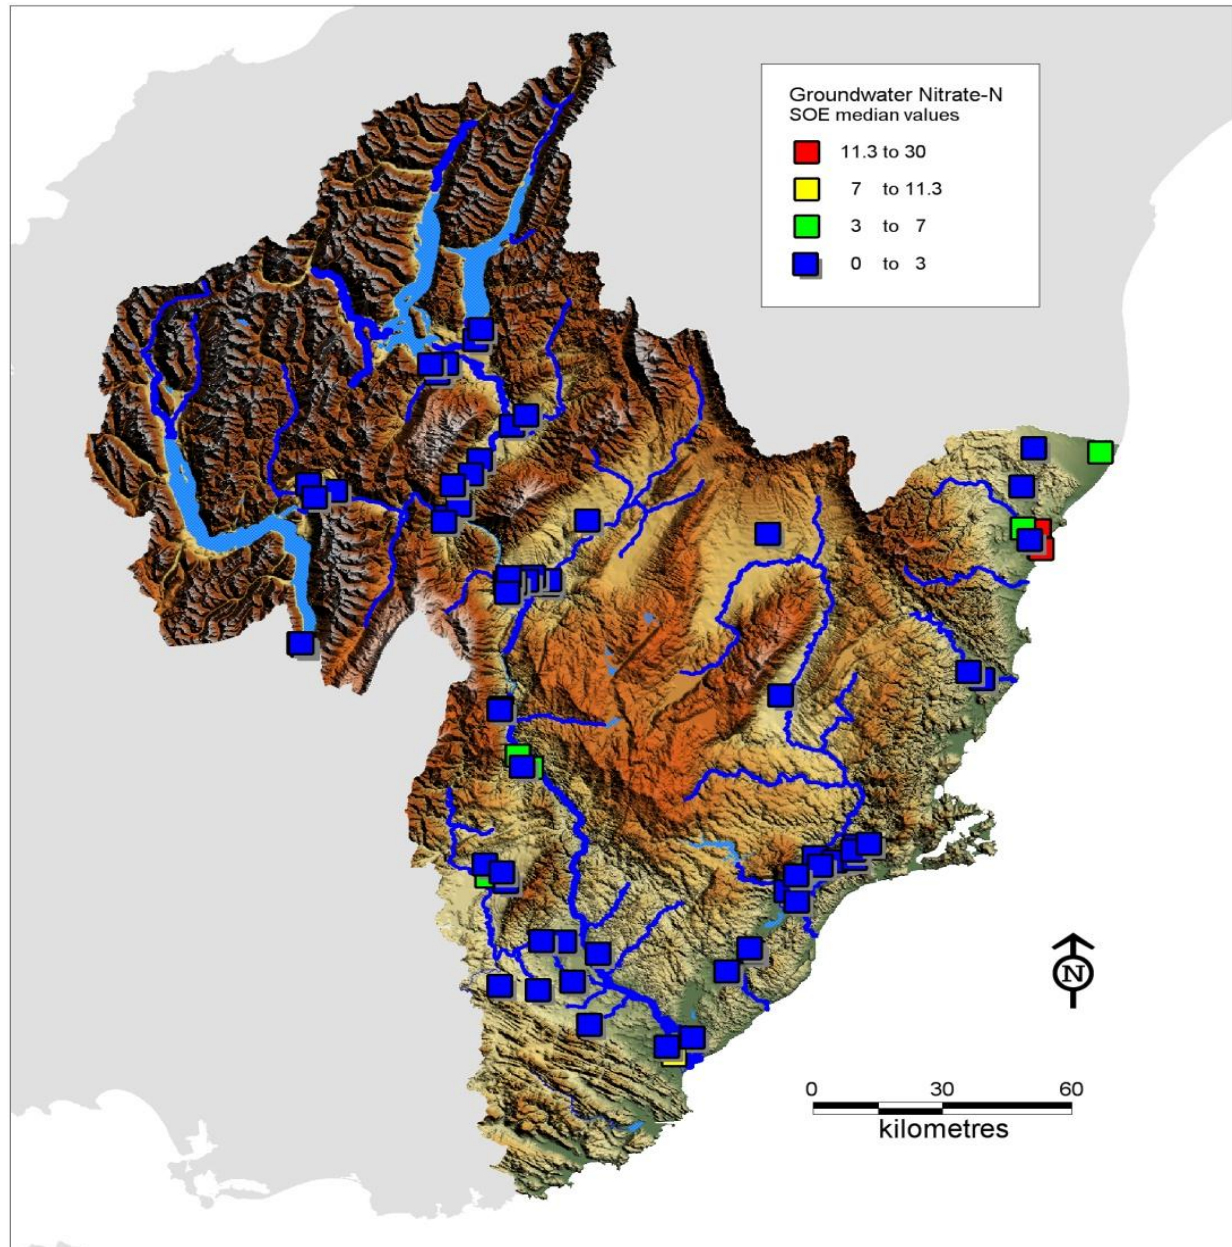 Groundwater Nitrate-N
SOE median values
11.3 to 30
7 to 11.3
3 to 7
0 to 3
N
0 30 60
kilometres